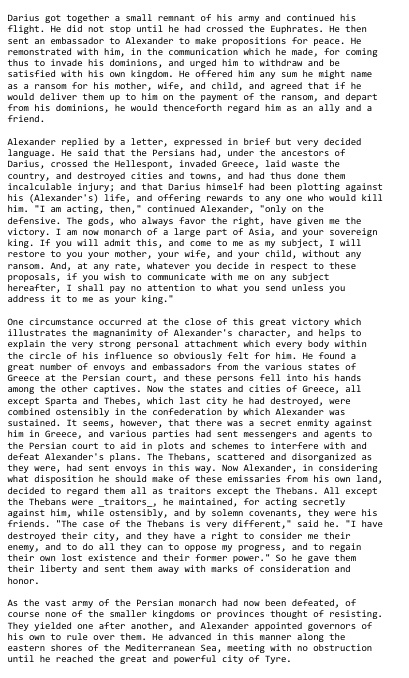 Darius got together a small remnant of his army and continued his
flight. He did not stop until he had crossed the Euphrates. He then
sent an embassador to Alexander to make propositions for peace. He
remonstrated with him, in the communication which he made, for coming
thus to invade his dominions, and urged him to withdraw and be
satisfied with his own kingdom. He offered him any sum he might name
as a ransom for his mother, wife, and child, and agreed that if he
would deliver them up to him on the payment of the ransom, and depart
from his dominions, he would thenceforth regard him as an ally and a
friend.

Alexander replied by a letter, expressed in brief but very decided
language. He said that the Persians had, under the ancestors of
Darius, crossed the Hellespont, invaded Greece, laid waste the
country, and destroyed cities and towns, and had thus done them
incalculable injury; and that Darius himself had been plotting against
his (Alexander's) life, and offering rewards to any one who would kill
him. "I am acting, then," continued Alexander, "only on the
defensive. The gods, who always favor the right, have given me the
victory. I am now monarch of a large part of Asia, and your sovereign
king. If you will admit this, and come to me as my subject, I will
restore to you your mother, your wife, and your child, without any
ransom. And, at any rate, whatever you decide in respect to these
proposals, if you wish to communicate with me on any subject
hereafter, I shall pay no attention to what you send unless you
address it to me as your king."

One circumstance occurred at the close of this great victory which
illustrates the magnanimity of Alexander's character, and helps to
explain the very strong personal attachment which every body within
the circle of his influence so obviously felt for him. He found a
great number of envoys and embassadors from the various states of
Greece at the Persian court, and these persons fell into his hands
among the other captives. Now the states and cities of Greece, all
except Sparta and Thebes, which last city he had destroyed, were
combined ostensibly in the confederation by which Alexander was
sustained. It seems, however, that there was a secret enmity against
him in Greece, and various parties had sent messengers and agents to
the Persian court to aid in plots and schemes to interfere with and
defeat Alexander's plans. The Thebans, scattered and disorganized as
they were, had sent envoys in this way. Now Alexander, in considering
what disposition he should make of these emissaries from his own land,
decided to regard them all as traitors except the Thebans. All except
the Thebans were _traitors_, he maintained, for acting secretly
against him, while ostensibly, and by solemn covenants, they were his
friends. "The case of the Thebans is very different," said he. "I have
destroyed their city, and they have a right to consider me their
enemy, and to do all they can to oppose my progress, and to regain
their own lost existence and their former power." So he gave them
their liberty and sent them away with marks of consideration and
honor.

As the vast army of the Persian monarch had now been defeated, of
course none of the smaller kingdoms or provinces thought of resisting.
They yielded one after another, and Alexander appointed governors of
his own to rule over them. He advanced in this manner along the
eastern shores of the Mediterranean Sea, meeting with no obstruction
until he reached the great and powerful city of Tyre.